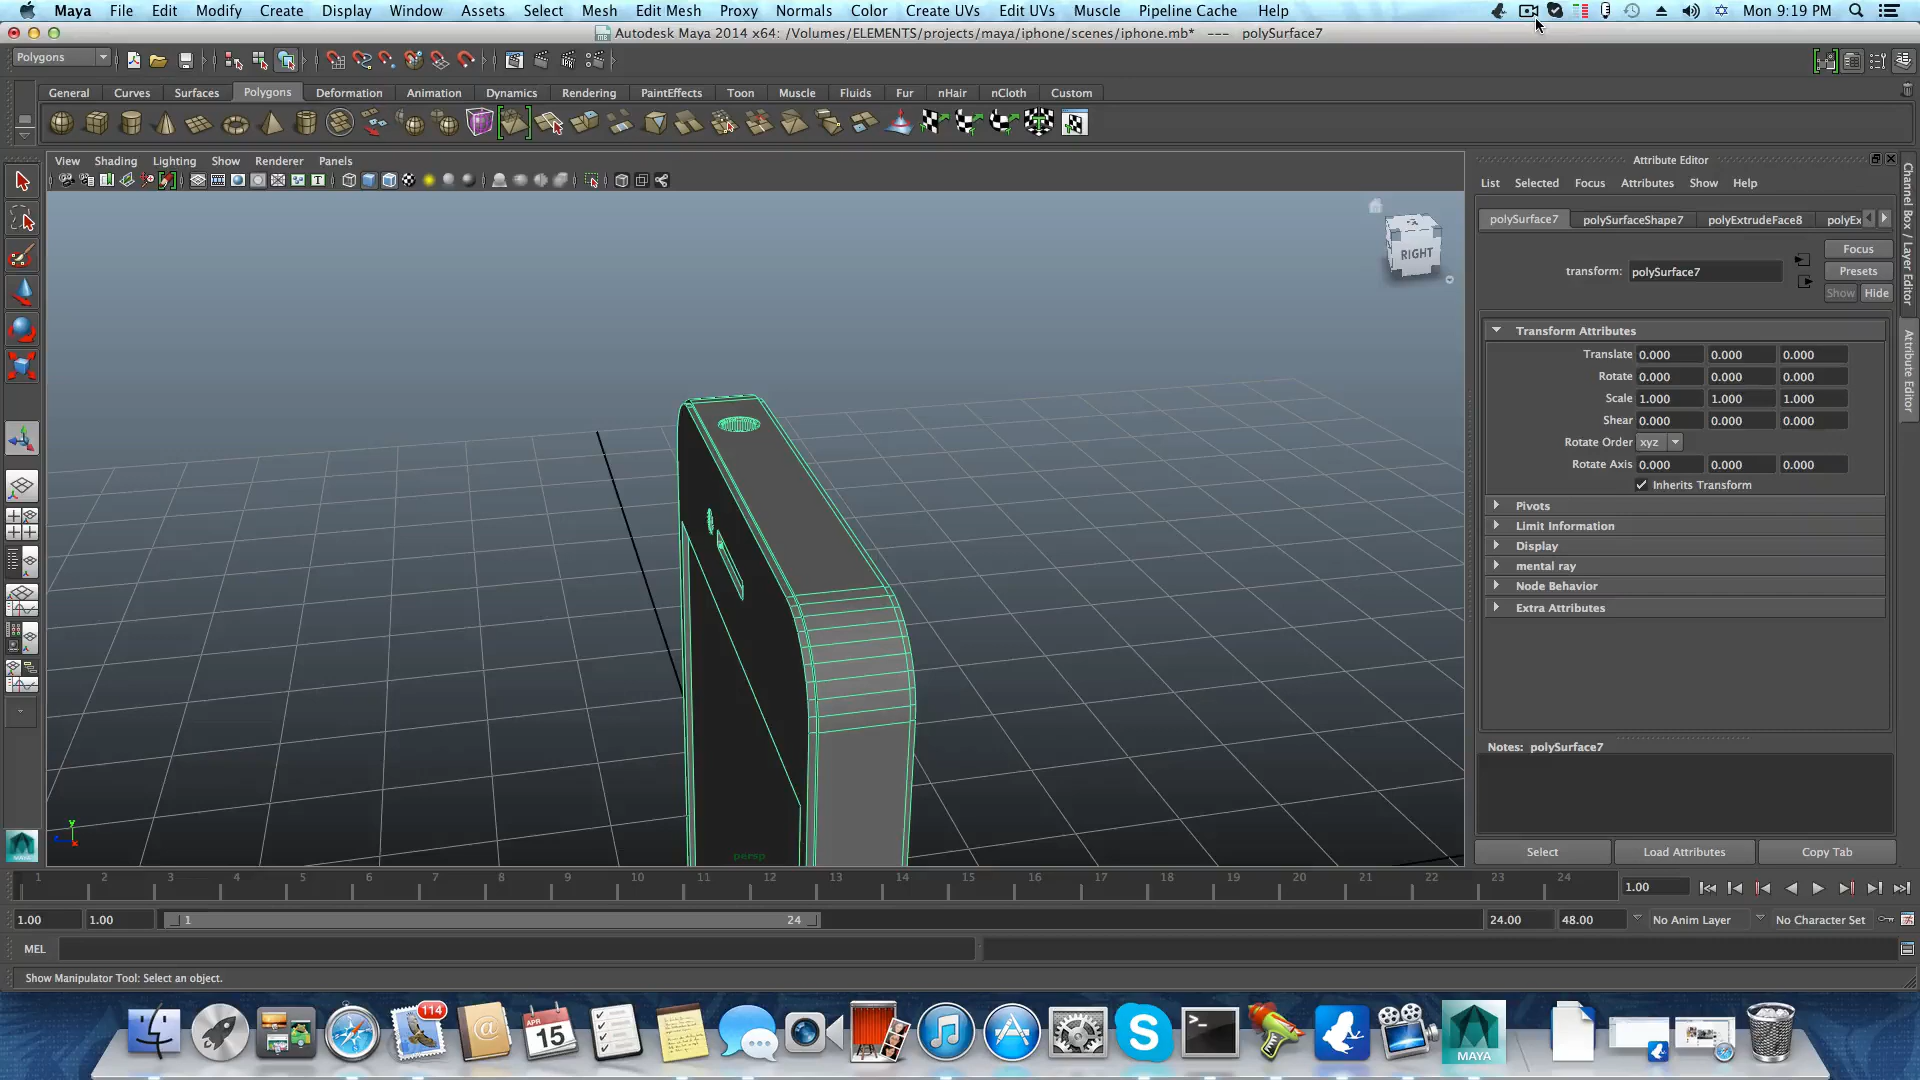 Maya File Edit Modify Create Display Window Assets Select Mesh Edit Mesh Proxy Normals Color Create UVs Edit UVs Muscle Pipeline Cache Help Mon 9:19 PM
Autodesk Maya 2014 x64: /Volumes/ELEMENTS/projects/maya/iphone/scenes/iphone.mb* --- polySurface7
Polygons
General Curves Surfaces Polygons Deformation Animation Dynamics Rendering PaintEffects Toon Muscle Fluids Fur nHair nCloth Custom
View Shading Lighting Show Renderer Panels
RIGHT
persp
Attribute Editor
List Selected Focus Attributes Show Help
polySurface7 polySurfaceShape7 polyExtrudeFace8 polyEx
Focus
transform: polySurface7 Presets
Show Hide
Transform Attributes
Translate 0.000 0.000 0.000
Rotate 0.000 0.000 0.000
Scale 1.000 1.000 1.000
Shear 0.000 0.000 0.000
Rotate Order xyz
Rotate Axis 0.000 0.000 0.000
Inherits Transform
Pivots
Limit Information
Display
mental ray
Node Behavior
Extra Attributes
Notes: polySurface7
Select Load Attributes Copy Tab
Channel Box / Layer Editor
Attribute Editor
1 2 3 4 5 6 7 8 9 10 11 12 13 14 15 16 17 18 19 20 21 22 23 24 1.00
1.00 1.00 1 24 24.00 48.00 No Anim Layer No Character Set
MEL
Show Manipulator Tool: Select an object.
114
APR
15
MAYA